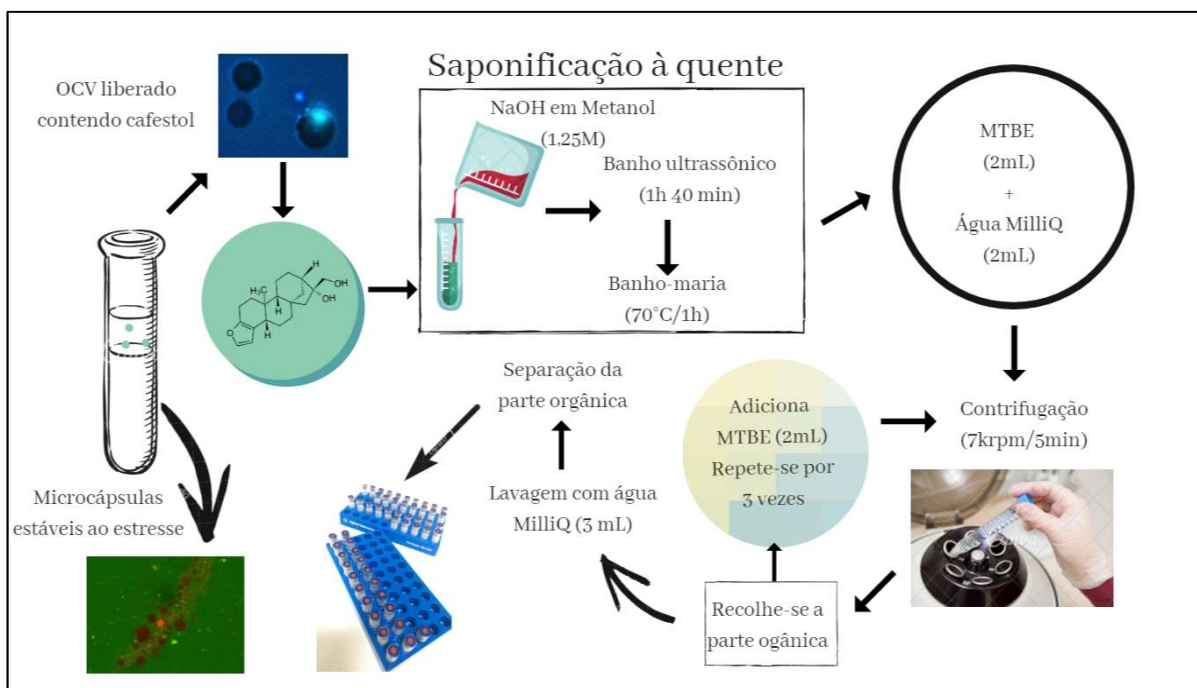 OCV liberado
contendo cafestol
Saponificação à quente
NaOH em Metanol
(1,25M)
Banho ultrassônico
(1h 40 min)
Banho-maria
(70°C/1h)
MTBE
(2mL)
+
Água MilliQ
(2mL)
H
CH₃
OH
OH
H
H
O
Contrifugação
(7krpm/5min)
Adiciona
MTBE (2mL)
Repete-se por
3 vezes
Recolhe-se a
parte ogânica
Lavagem com água
MilliQ (3 mL)
Separação da
parte orgânica
Microcápsulas
estáveis ao estresse